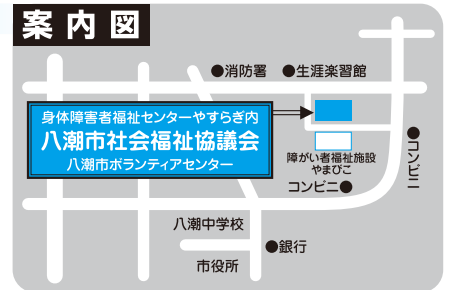 案内図
●消防署 ●生涯楽習館
身体障害者福祉センターやすらぎ内
八潮市社会福祉協議会
八潮市ボランティアセンター
障がい者福祉施設
やまびこ
コンビニ●
●コンビニ
八潮中学校
●銀行
市役所